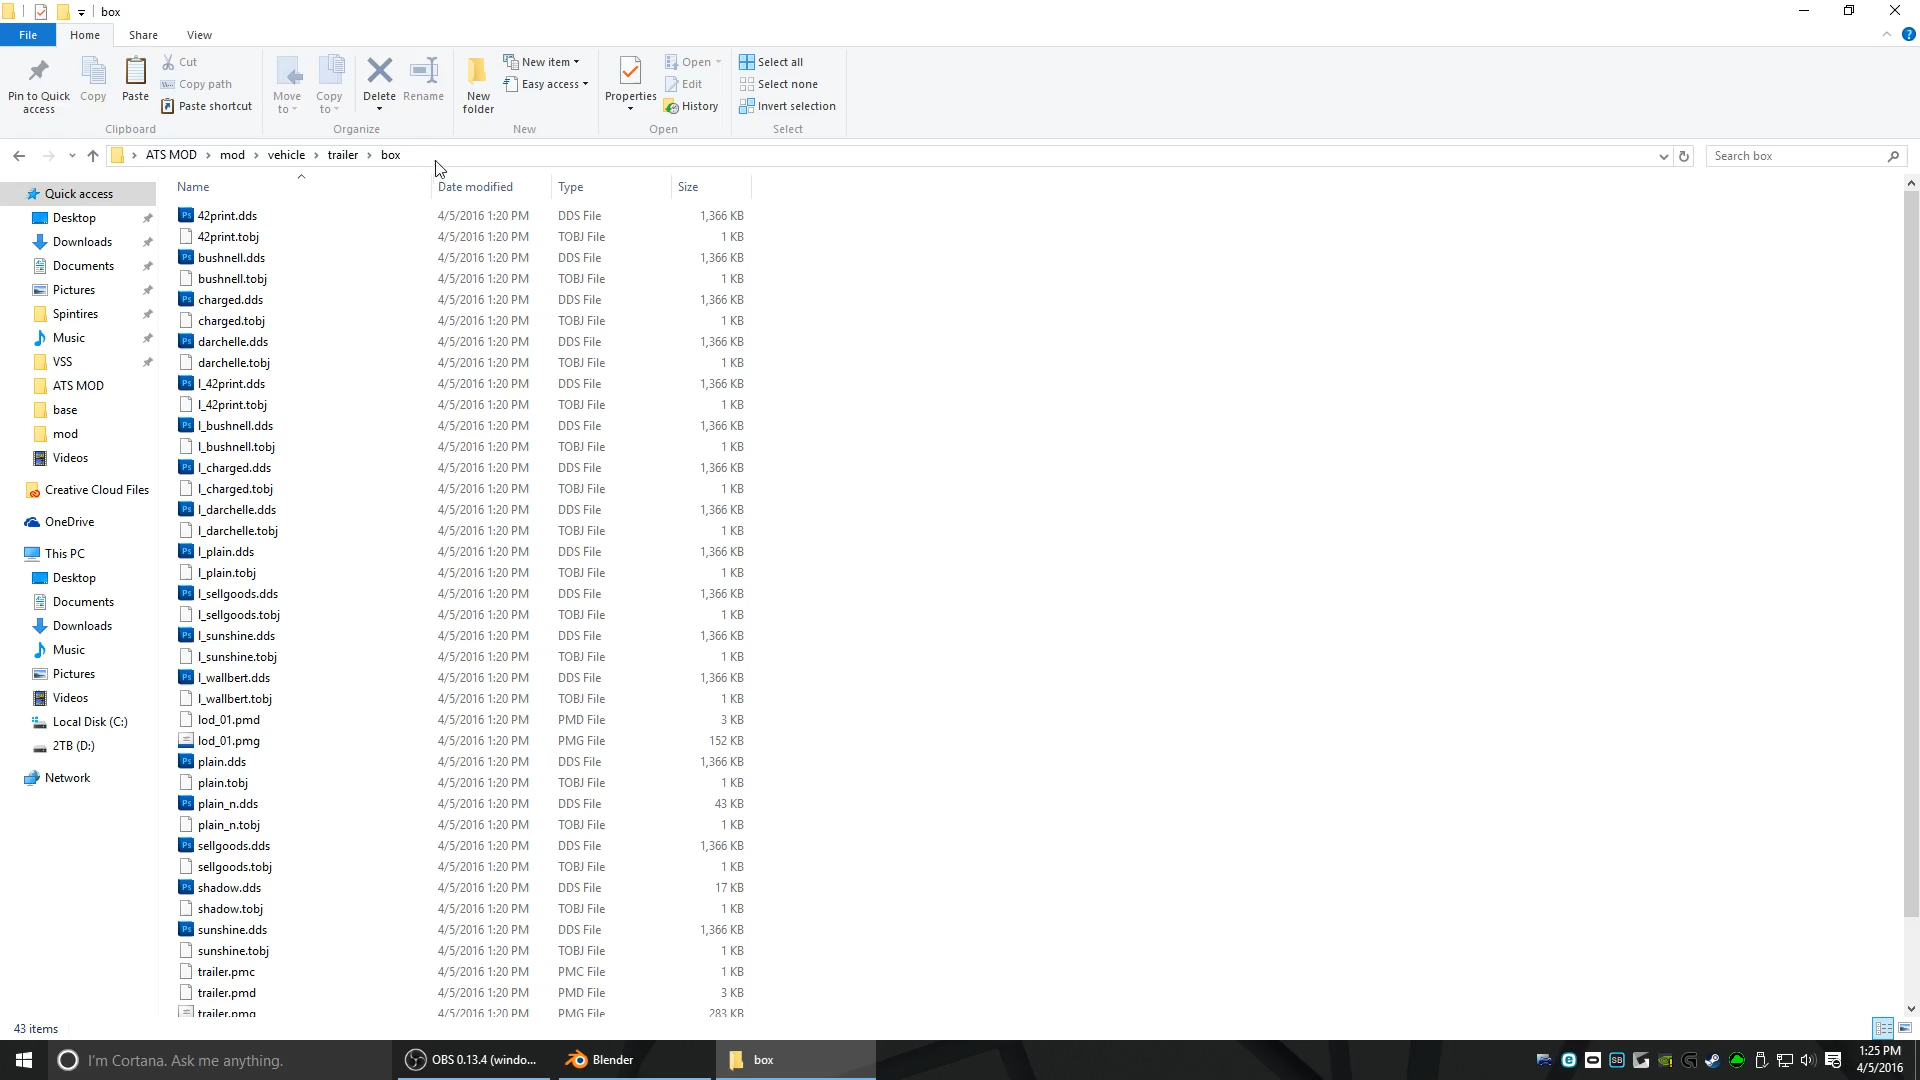 box
File
Home
Share
View
Pin to Quick access
Copy
Paste
Cut
Copy path
Paste shortcut
Clipboard
Move to
Copy to
Delete
Rename
Organize
New folder
New item
Easy access
New
Properties
Open
Edit
History
Open
Select all
Select none
Invert selection
Select
ATS MOD > mod > vehicle > trailer > box
Search box
Name Date modified Type Size
Quick access
Desktop
Downloads
Documents
Pictures
Spintires
Music
VSS
ATS MOD
base
mod
Videos
Creative Cloud Files
OneDrive
This PC
Desktop
Documents
Downloads
Music
Pictures
Videos
Local Disk (C:)
2TB (D:)
Network
42print.dds 4/5/2016 1:20 PM DDS File 1,366 KB
42print.tobj 4/5/2016 1:20 PM TOBJ File 1 KB
bushnell.dds 4/5/2016 1:20 PM DDS File 1,366 KB
bushnell.tobj 4/5/2016 1:20 PM TOBJ File 1 KB
charged.dds 4/5/2016 1:20 PM DDS File 1,366 KB
charged.tobj 4/5/2016 1:20 PM TOBJ File 1 KB
darchelle.dds 4/5/2016 1:20 PM DDS File 1,366 KB
darchelle.tobj 4/5/2016 1:20 PM TOBJ File 1 KB
l_42print.dds 4/5/2016 1:20 PM DDS File 1,366 KB
l_42print.tobj 4/5/2016 1:20 PM TOBJ File 1 KB
l_bushnell.dds 4/5/2016 1:20 PM DDS File 1,366 KB
l_bushnell.tobj 4/5/2016 1:20 PM TOBJ File 1 KB
l_charged.dds 4/5/2016 1:20 PM DDS File 1,366 KB
l_charged.tobj 4/5/2016 1:20 PM TOBJ File 1 KB
l_darchelle.dds 4/5/2016 1:20 PM DDS File 1,366 KB
l_darchelle.tobj 4/5/2016 1:20 PM TOBJ File 1 KB
l_plain.dds 4/5/2016 1:20 PM DDS File 1,366 KB
l_plain.tobj 4/5/2016 1:20 PM TOBJ File 1 KB
l_sellgoods.dds 4/5/2016 1:20 PM DDS File 1,366 KB
l_sellgoods.tobj 4/5/2016 1:20 PM TOBJ File 1 KB
l_sunshine.dds 4/5/2016 1:20 PM DDS File 1,366 KB
l_sunshine.tobj 4/5/2016 1:20 PM TOBJ File 1 KB
l_wallbert.dds 4/5/2016 1:20 PM DDS File 1,366 KB
l_wallbert.tobj 4/5/2016 1:20 PM TOBJ File 1 KB
lod_01.pmd 4/5/2016 1:20 PM PMD File 3 KB
lod_01.pmg 4/5/2016 1:20 PM PMG File 152 KB
plain.dds 4/5/2016 1:20 PM DDS File 1,366 KB
plain.tobj 4/5/2016 1:20 PM TOBJ File 1 KB
plain_n.dds 4/5/2016 1:20 PM DDS File 43 KB
plain_n.tobj 4/5/2016 1:20 PM TOBJ File 1 KB
sellgoods.dds 4/5/2016 1:20 PM DDS File 1,366 KB
sellgoods.tobj 4/5/2016 1:20 PM TOBJ File 1 KB
shadow.dds 4/5/2016 1:20 PM DDS File 17 KB
shadow.tobj 4/5/2016 1:20 PM TOBJ File 1 KB
sunshine.dds 4/5/2016 1:20 PM DDS File 1,366 KB
sunshine.tobj 4/5/2016 1:20 PM TOBJ File 1 KB
trailer.pmc 4/5/2016 1:20 PM PMC File 1 KB
trailer.pmd 4/5/2016 1:20 PM PMD File 3 KB
trailer.pmg 4/5/2016 1:20 PM PMG File 283 KB
43 items
I'm Cortana. Ask me anything.
OBS 0.13.4 (windo...
Blender
box
1:25 PM
4/5/2016